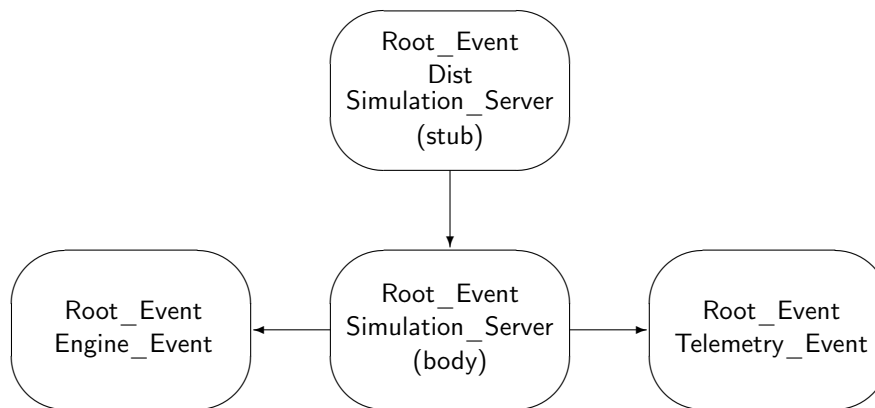 Root_Event
Dist
Simulation_Server
(stub)
Root_Event
Engine_Event
Root_Event
Simulation_Server
(body)
Root_Event
Telemetry_Event